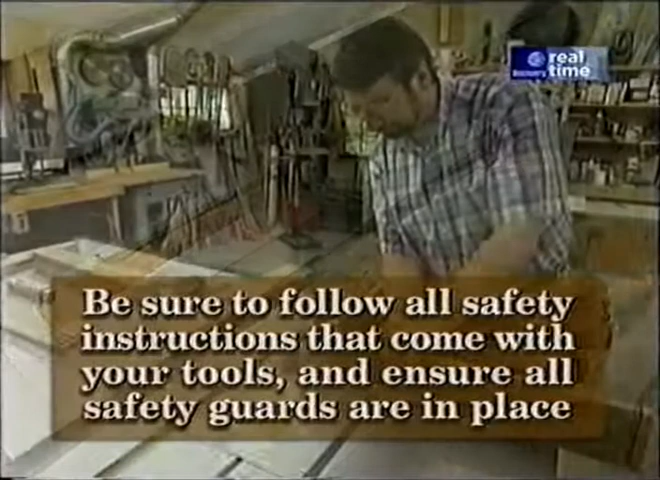 Discovery
real
time
Be sure to follow all safety
instructions that come with
your tools, and ensure all
safety guards are in place